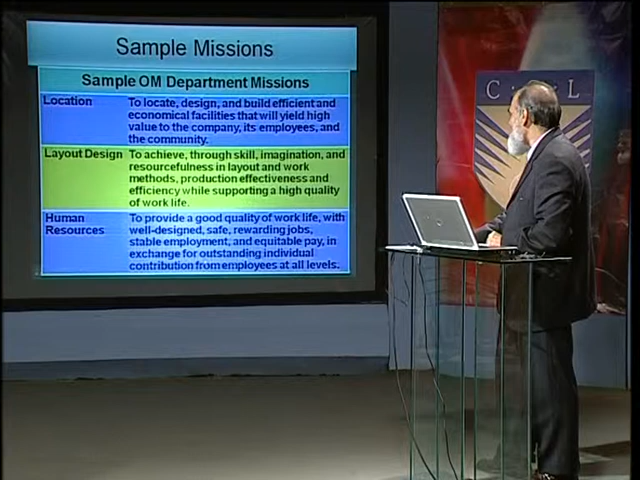 Sample Missions
Sample OM Department Missions
Location
To locate, design, and build efficient and
economical facilities that will yield high
value to the company, its employees, and
the community.
Layout Design
To achieve, through skill, imagination, and
resourcefulness in layout and work
methods, production effectiveness and
efficiency while supporting a high quality
of work life.
Human
Resources
To provide a good quality of work life, with
well-designed, safe, rewarding jobs,
stable employment, and equitable pay, in
exchange for outstanding individual
contribution from employees at all levels.